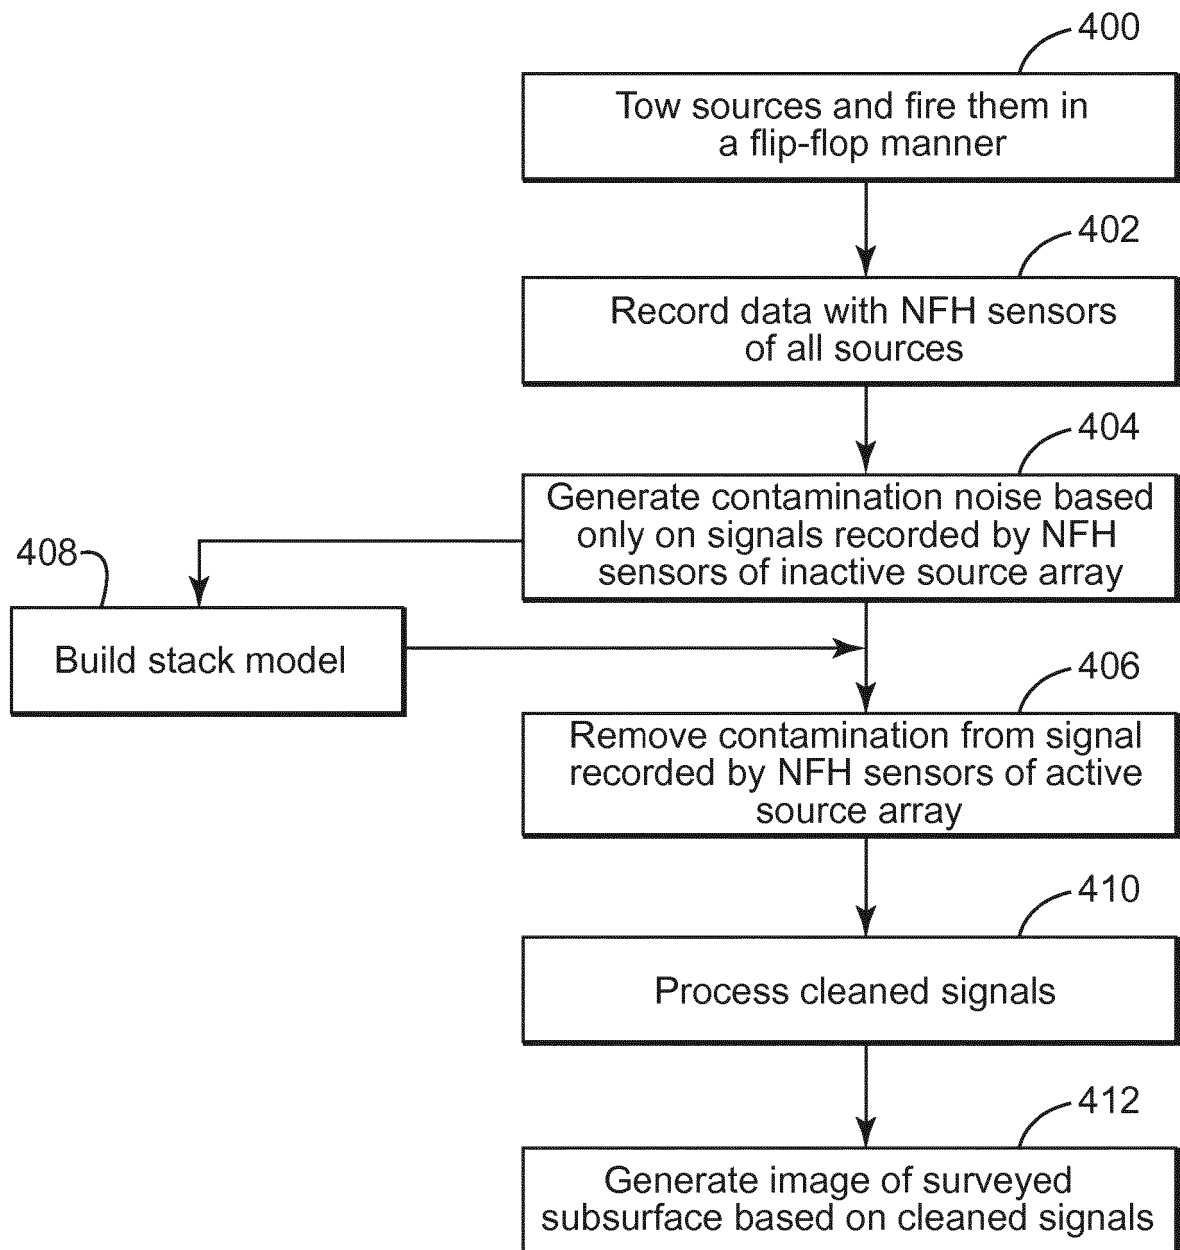 400
Tow sources and fire them in
a flip-flop manner
402
Record data with NFH sensors
of all sources
404
Generate contamination noise based
only on signals recorded by NFH
sensors of inactive source array
408
Build stack model
406
Remove contamination from signal
recorded by NFH sensors of active
source array
410
Process cleaned signals
412
Generate image of surveyed
subsurface based on cleaned signals